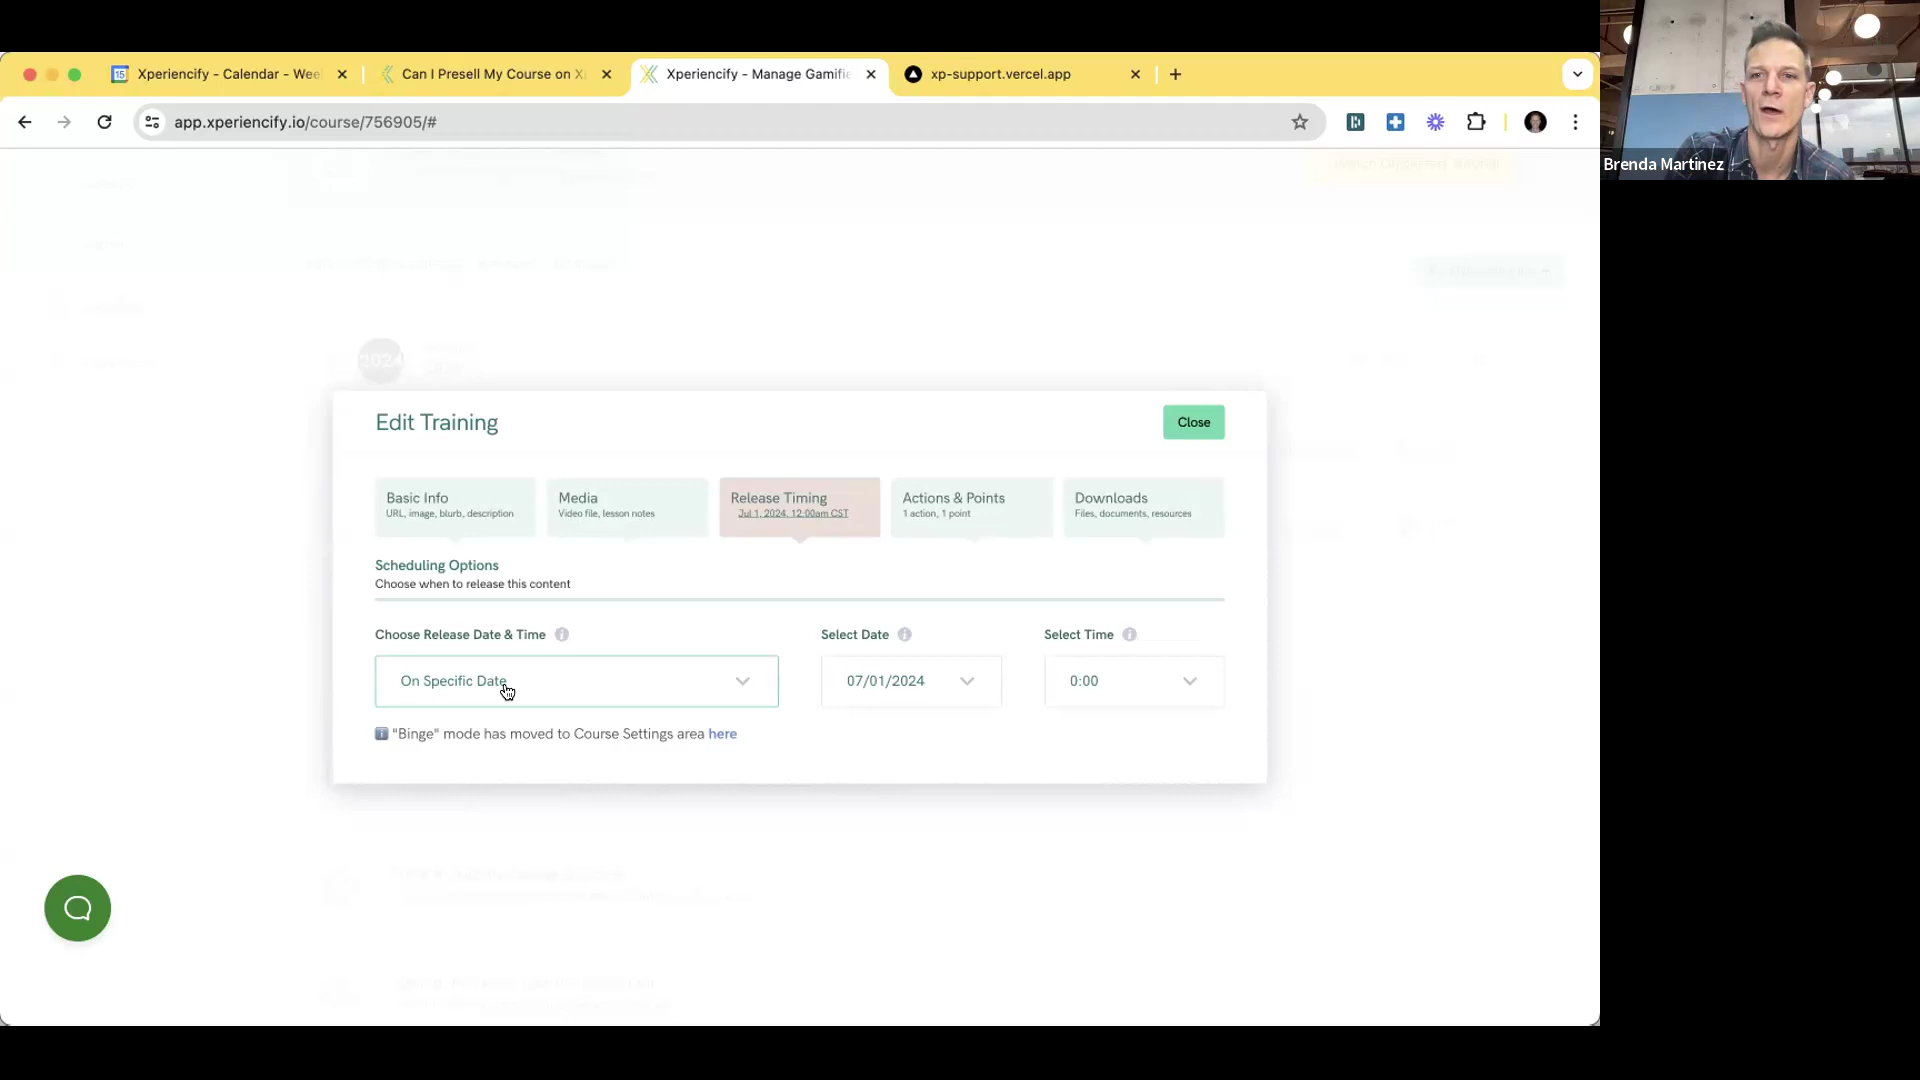 Xperiencify - Calendar - Wee
Can I Presell My Course on X
Xperiencify - Manage Gamifie
xp-support.vercel.app
app.xperiencify.io/course/756905/#
Brenda Martinez
2024
Edit Training
Close
Basic Info
URL, image, blurb, description
Media
Video file, lesson notes
Release Timing
Jul 1, 2024, 12:00am CST
Actions & Points
1 action, 1 point
Downloads
Files, documents, resources
Scheduling Options
Choose when to release this content
Choose Release Date & Time
Select Date
Select Time
On Specific Date
07/01/2024
0:00
"Binge" mode has moved to Course Settings area here